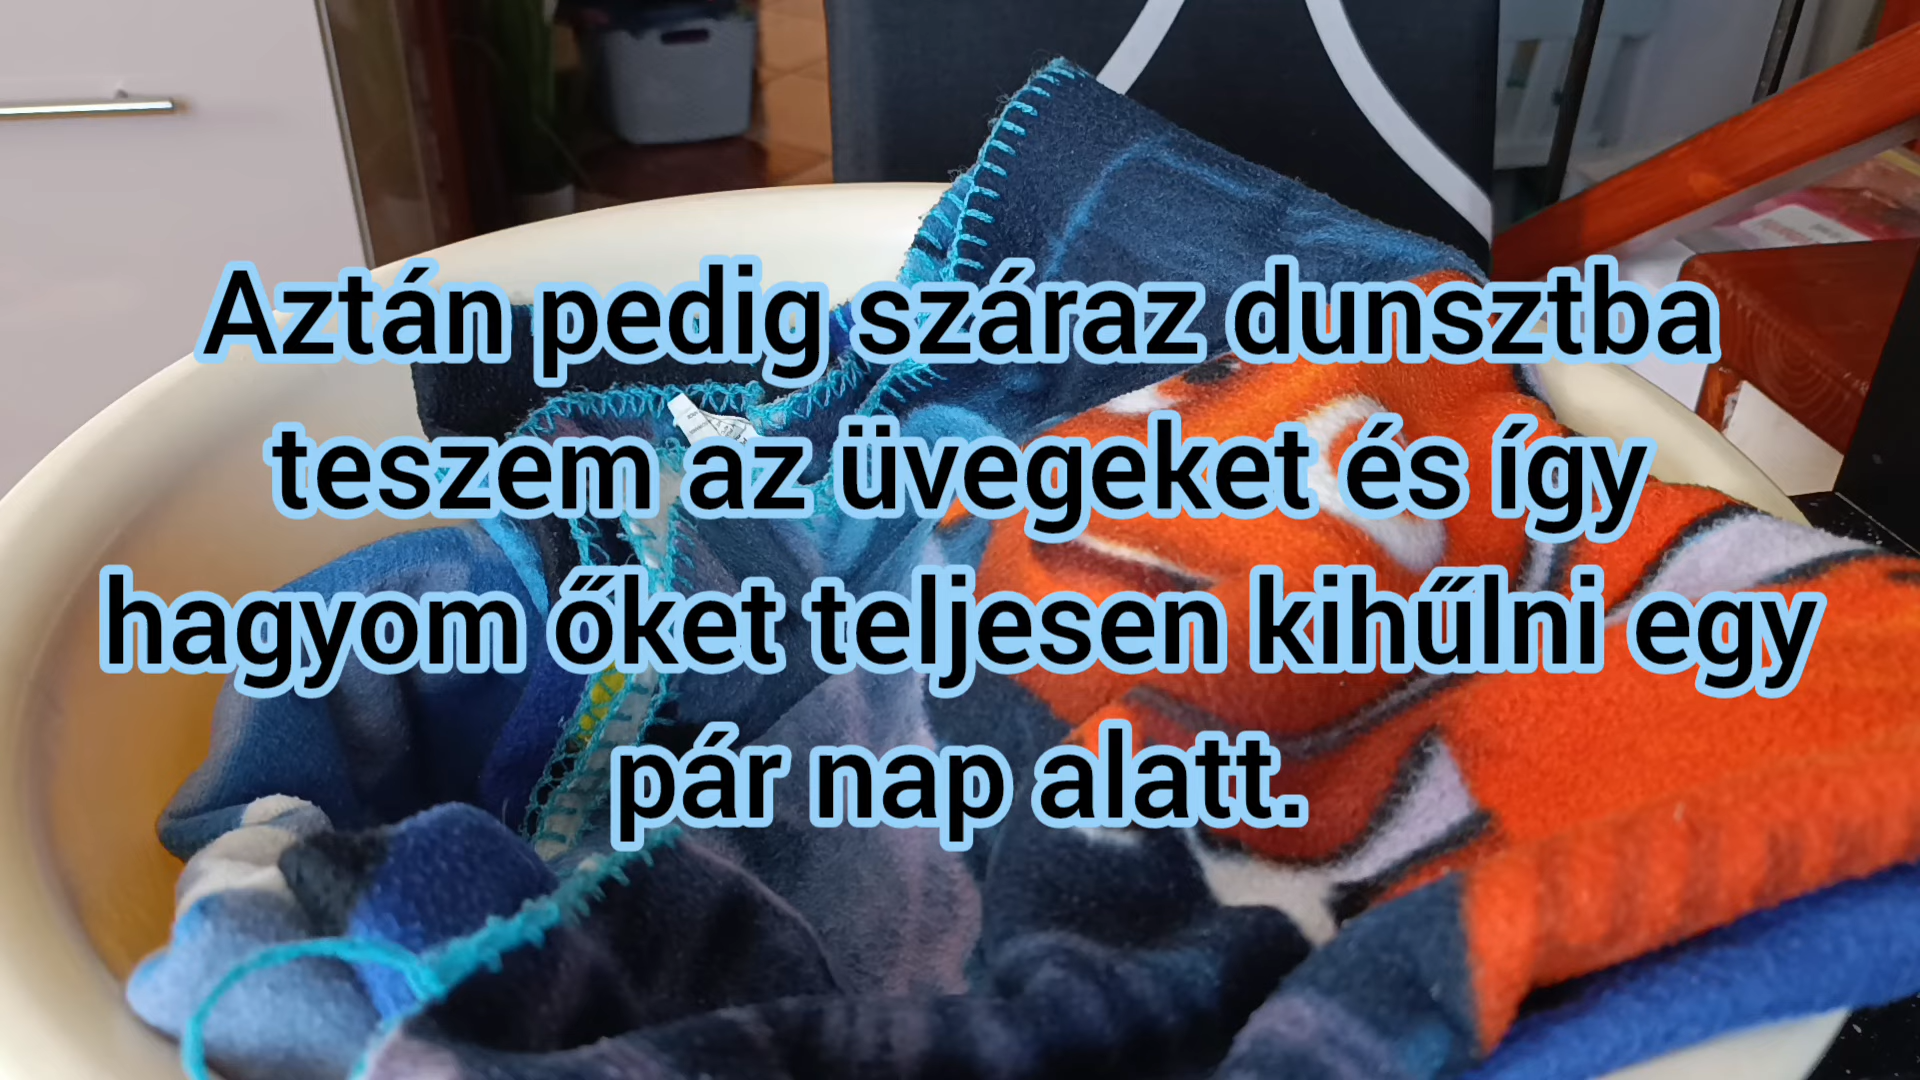 Aztán pedig száraz dunsztba
teszem az üvegeket és így
hagyom őket teljesen kihűlni egy
pár nap alatt.